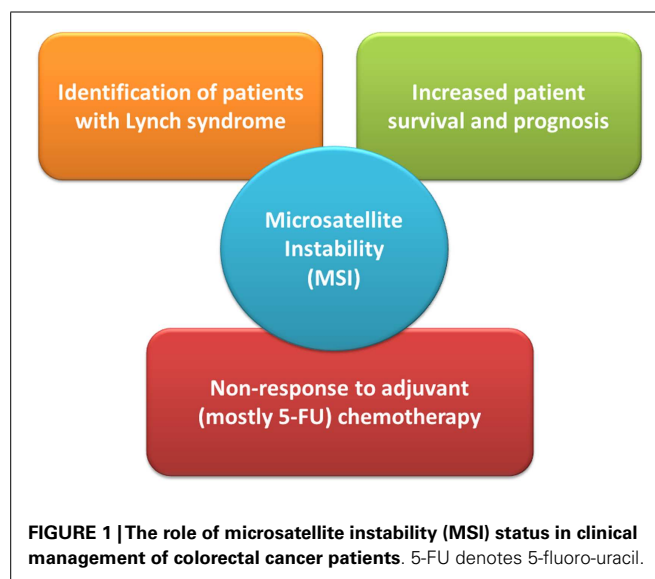 Identification of patients
with Lynch syndrome
Increased patient
survival and prognosis
Microsatellite
Instability
(MSI)
Non-response to adjuvant
(mostly 5-FU) chemotherapy
FIGURE 1 | The role of microsatellite instability (MSI) status in clinical
management of colorectal cancer patients. 5-FU denotes 5-fluoro-uracil.